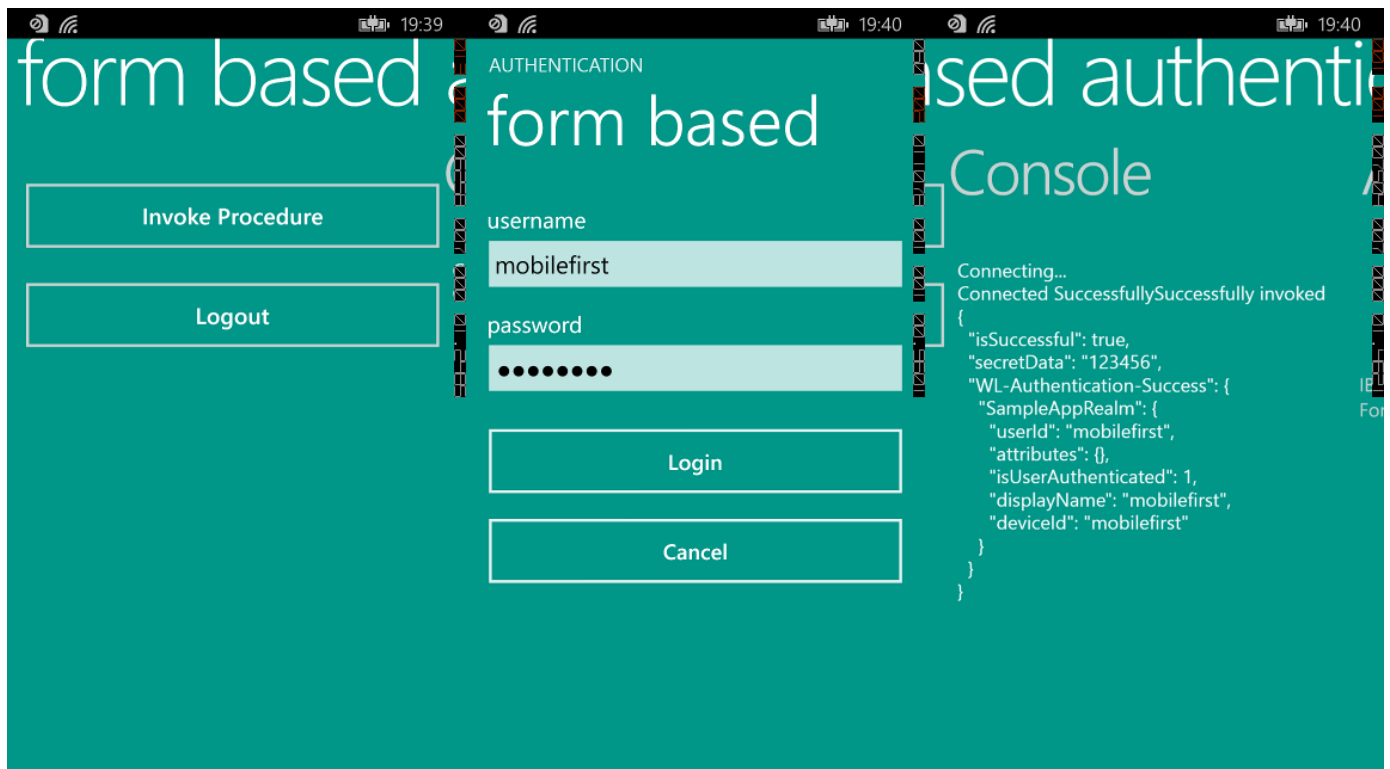 19:39
form based a
Invoke Procedure
Logout
19:40
AUTHENTICATION
form based
username
mobilefirst
password
Login
Cancel
19:40
sed authenti
Console
Connecting...
Connected SuccessfullySuccessfully invoked
{
"isSuccessful": true,
"secretData": "123456",
"WL-Authentication-Success": {
"SampleAppRealm": {
"userId": "mobilefirst",
"attributes": {},
"isUserAuthenticated": 1,
"displayName": "mobilefirst",
"deviceId": "mobilefirst"
}
}
}
For